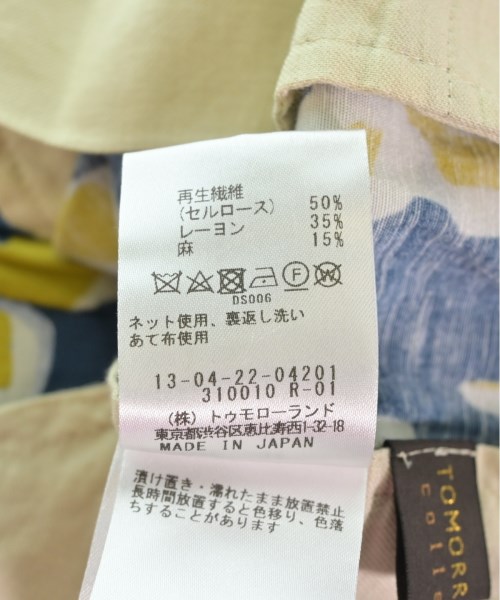 再生繊維
(セルロース) 50%
レーヨン 35%
麻 15%
F W
DS006
ネット使用、裏返し洗い
あて布使用
13-04-22-04201
310010 R-01
(株) トゥモローランド
東京都渋谷区恵比寿西1-32-18
MADE IN JAPAN
漬け置き・濡れたまま放置禁止
長時間放置すると色移り、色落
ちすることがあります
TOMORR
colle